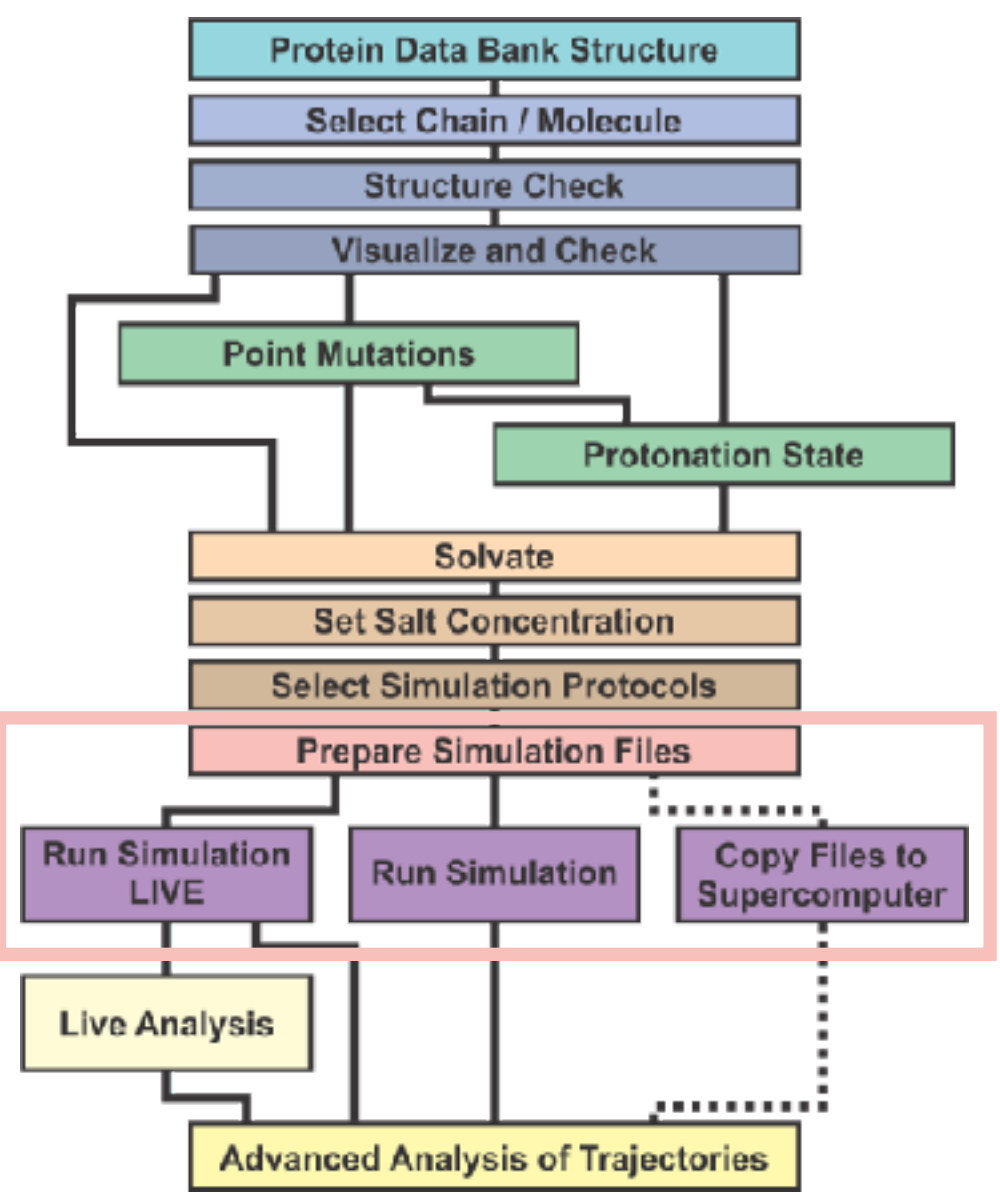 Protein Data Bank Structure
Select Chain / Molecule
Structure Check
Visualize and Check
Point Mutations
Protonation State
Solvate
Set Salt Concentration
Select Simulation Protocols
Prepare Simulation Files
Run Simulation
LIVE
Run Simulation
Copy Files to
Supercomputer
Live Analysis
Advanced Analysis of Trajectories